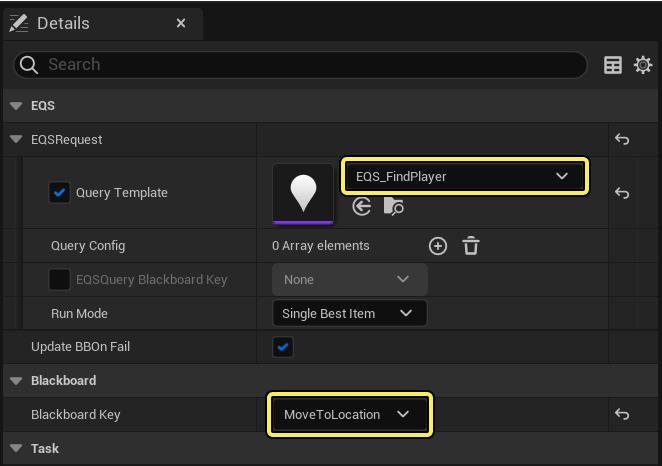 Details
Search
EQS
EQSRequest
Query Template
EQS_FindPlayer
Query Config
0 Array elements
EQSQuery Blackboard Key
None
Run Mode
Single Best Item
Update BBOn Fail
Blackboard
Blackboard Key
MoveToLocation
Task